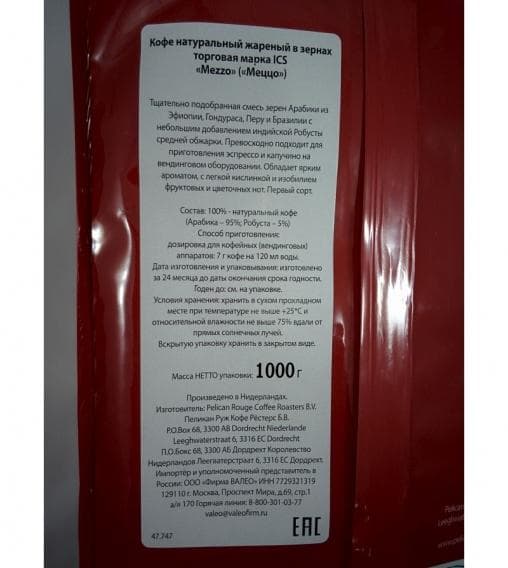 Кофе натуральный жареный в зернах
торговая марка ICS
«Mezzo» («Меццо»)
Тщательно подобранная смесь зерен Арабики из
Эфиопии, Гондураса, Перу и Бразилии с
небольшим добавлением индийской Робусты
средней обжарки. Превосходно подходит для
приготовления эспрессо и капучино на
вендинговом оборудовании. Обладает ярким
ароматом, с легкой кислинкой и изобилием
фруктовых и цветочных нот. Первый сорт.
Состав: 100% - натуральный кофе
(Арабика – 95%; Робуста – 5%)
Способ приготовления:
дозировка для кофейных (вендинговых)
аппаратов: 7 г кофе на 120 мл воды.
Дата изготовления и упаковывания: изготовлено
за 24 месяца до даты окончания срока годности.
Годен до: см. на упаковке.
Условия хранения: хранить в сухом прохладном
месте при температуре не выше +25°C и
относительной влажности не выше 75% вдали от
прямых солнечных лучей.
Вскрытую упаковку хранить в закрытом виде.
Масса НЕТТО упаковки: 1000 г
Произведено в Нидерландах.
Изготовитель: Pelican Rouge Coffee Roasters B.V.
Пеликан Руж Кофе Рёстерс Б.В.
P.O.Box 68, 3300 AB Dordrecht Niederlande
Leeghwaterstraat 6, 3316 EC Dordrecht
П.О.Бокс 68, 3300 АБ Дордрехт Королевство
Нидерландов Леегватерстраат 6, 3316 ЕС Дордрехт.
Импортёр и уполномоченный представитель в
России: ООО «Фирма ВАЛЕО» ИНН 7729321319
129110 г. Москва, Проспект Мира, д.69, стр.1
а/я 170 Горячая линия: 8-800-301-03-77
valeo@valeofirm.ru
EAC
47.747